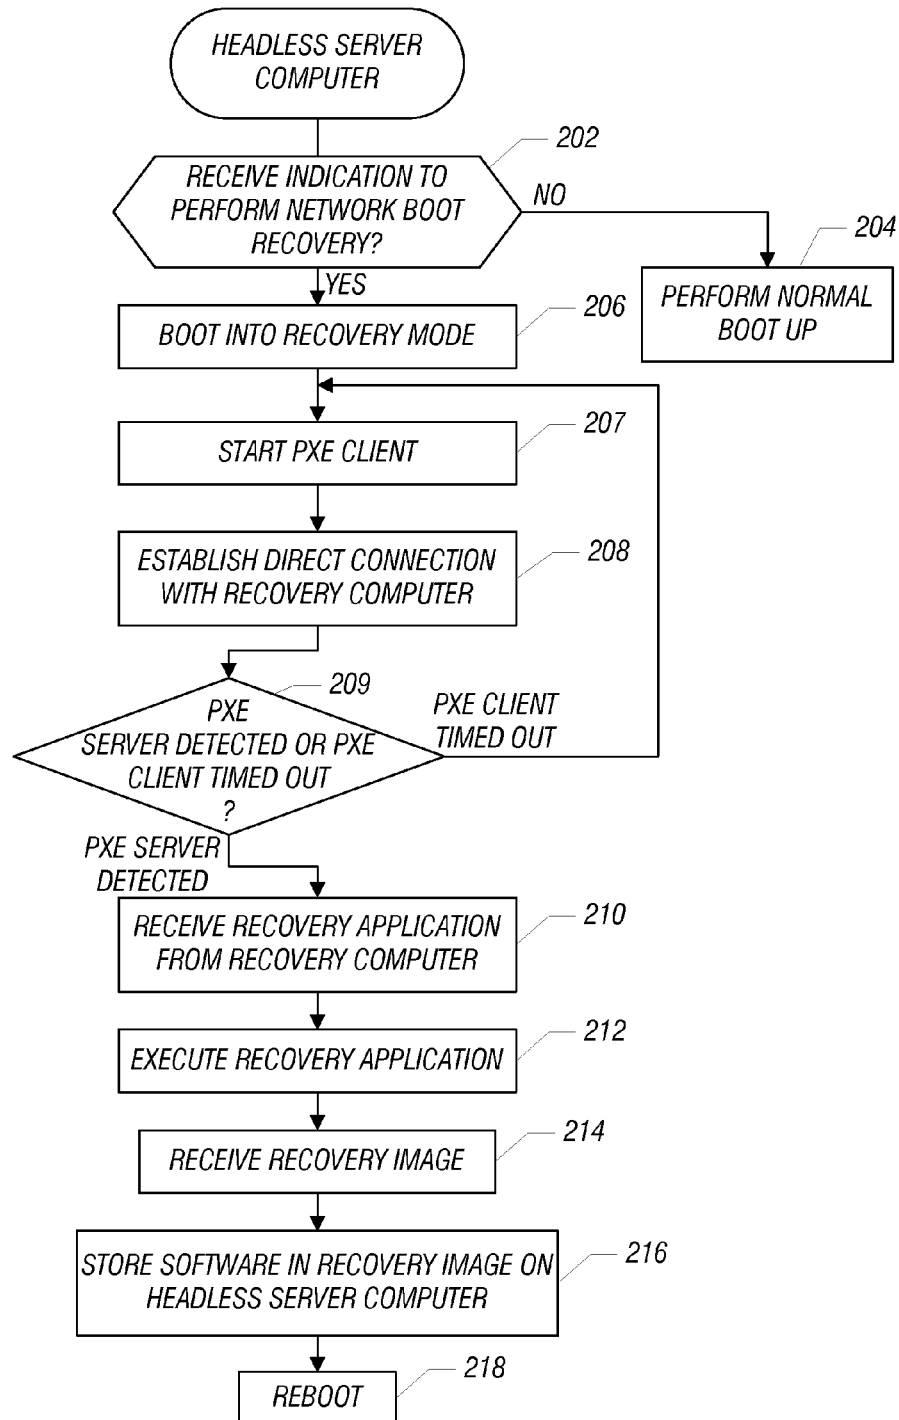 HEADLESS SERVER
COMPUTER
202
RECEIVE INDICATION TO
PERFORM NETWORK BOOT
RECOVERY?
NO
204
PERFORM NORMAL
BOOT UP
YES
206
BOOT INTO RECOVERY MODE
207
START PXE CLIENT
208
ESTABLISH DIRECT CONNECTION
WITH RECOVERY COMPUTER
209
PXE
SERVER DETECTED OR PXE
CLIENT TIMED OUT
?
PXE CLIENT
TIMED OUT
PXE SERVER
DETECTED
210
RECEIVE RECOVERY APPLICATION
FROM RECOVERY COMPUTER
212
EXECUTE RECOVERY APPLICATION
214
RECEIVE RECOVERY IMAGE
216
STORE SOFTWARE IN RECOVERY IMAGE ON
HEADLESS SERVER COMPUTER
218
REBOOT